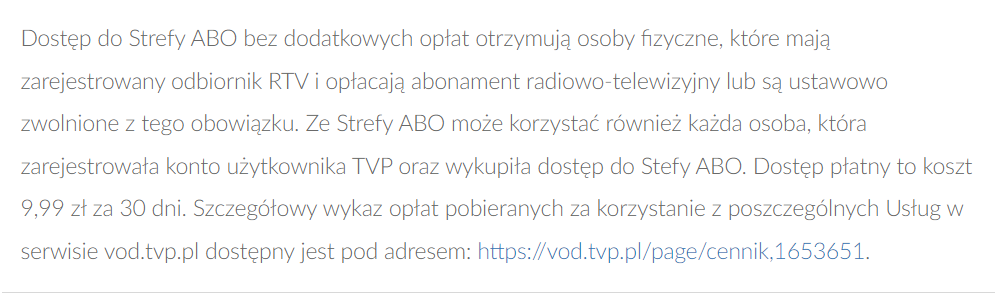 Dostęp do Strefy ABO bez dodatkowych opłat otrzymują osoby fizyczne, które mają
zarejestrowany odbiornik RTV i opłacają abonament radiowo-telewizyjny lub są ustawowo
zwolnione z tego obowiązku. Ze Strefy ABO może korzystać również każda osoba, która
zarejestrowała konto użytkownika TVP oraz wykupiła dostęp do Stefy ABO. Dostęp płatny to koszt
9,99 zł za 30 dni. Szczegółowy wykaz opłat pobieranych za korzystanie z poszczególnych Usług w
serwisie vod.tvp.pl dostępny jest pod adresem: https://vod.tvp.pl/page/cennik,1653651.